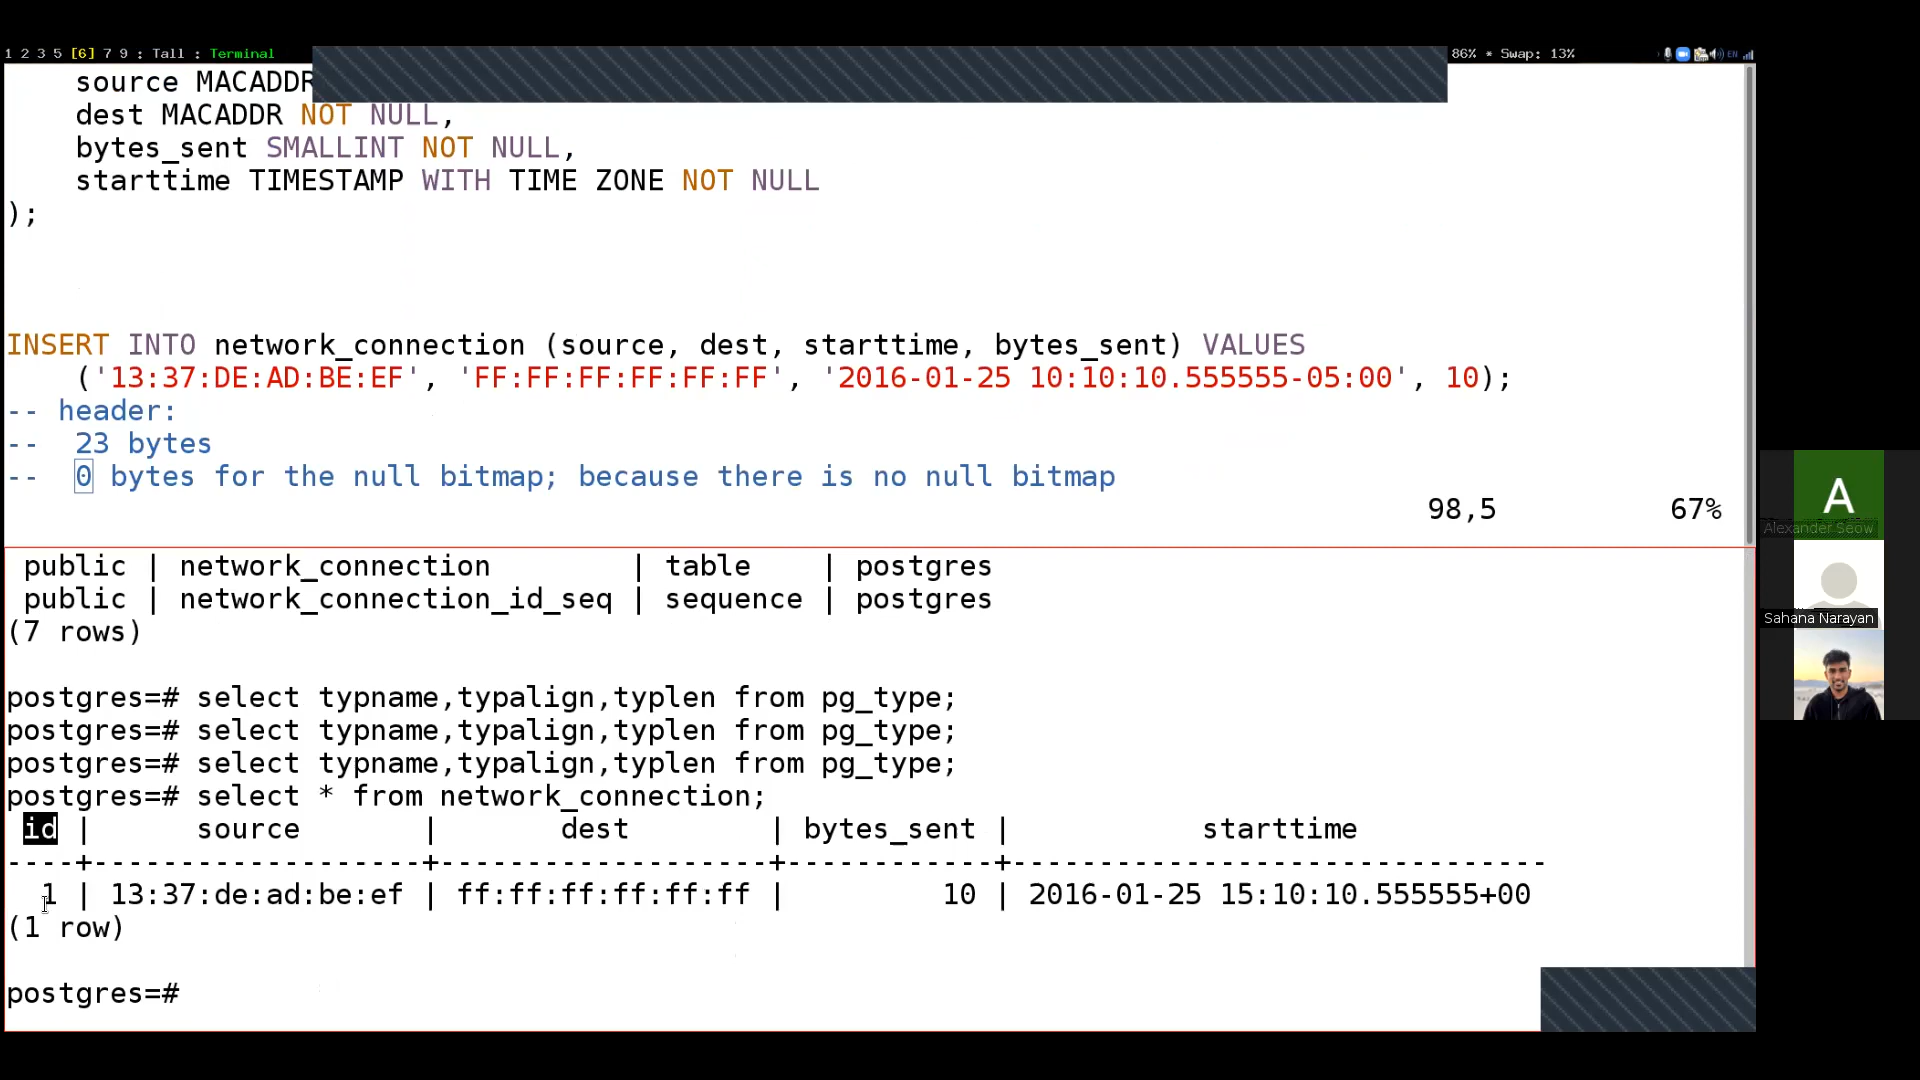 1 2 3 5 [6] 7 9 : Tall : Terminal
86% * Swap: 13%
EN
source MACADDR
dest MACADDR NOT NULL,
bytes_sent SMALLINT NOT NULL,
starttime TIMESTAMP WITH TIME ZONE NOT NULL
);
INSERT INTO network_connection (source, dest, starttime, bytes_sent) VALUES
('13:37:DE:AD:BE:EF', 'FF:FF:FF:FF:FF:FF', '2016-01-25 10:10:10.555555-05:00', 10);
-- header:
--  23 bytes
--  0 bytes for the null bitmap; because there is no null bitmap
98,5 67%
public | network_connection        | table    | postgres
public | network_connection_id_seq | sequence | postgres
(7 rows)
postgres=# select typname,typalign,typlen from pg_type;
postgres=# select typname,typalign,typlen from pg_type;
postgres=# select typname,typalign,typlen from pg_type;
postgres=# select * from network_connection;
id |      source       |       dest        | bytes_sent |           starttime
----+-------------------+-------------------+------------+-------------------------------
1 | 13:37:de:ad:be:ef | ff:ff:ff:ff:ff:ff |         10 | 2016-01-25 15:10:10.555555+00
(1 row)
postgres=#
A
Alexander Seow
Sahana Narayan